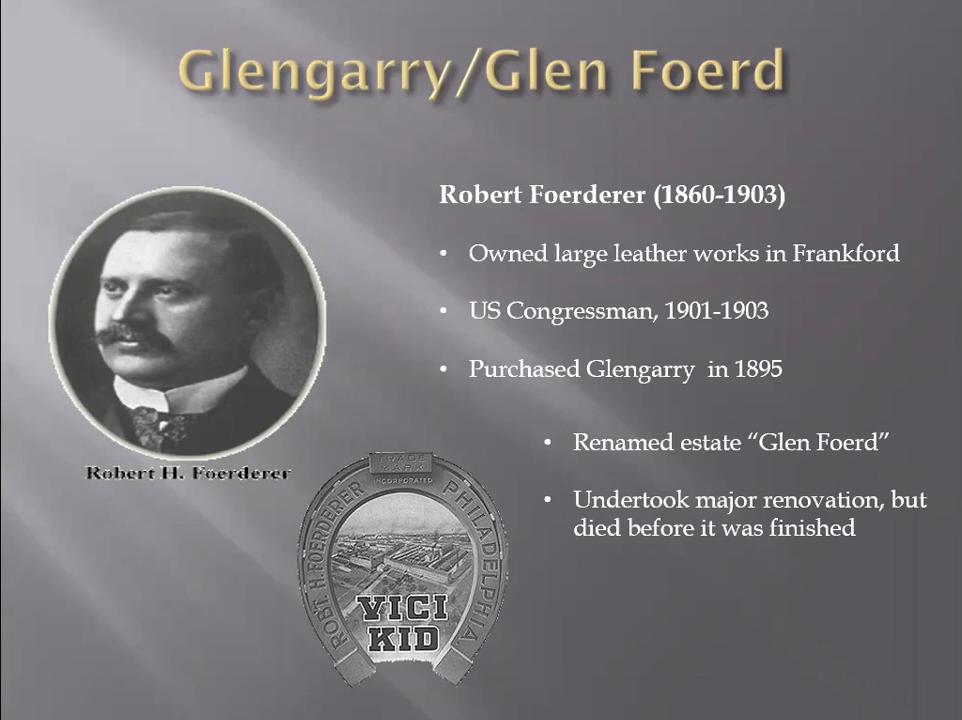 Glengarry/Glen Foerd
Robert Foerderer (1860-1903)
• Owned large leather works in Frankford
• US Congressman, 1901-1903
• Purchased Glengarry in 1895
• Renamed estate “Glen Foerd”
• Undertook major renovation, but
died before it was finished
Robert H. Foerderer
TRADE
MARK
INCORPORATED
ROBT. H. FOERDERER
PHILADELPHIA.
VICI
KID